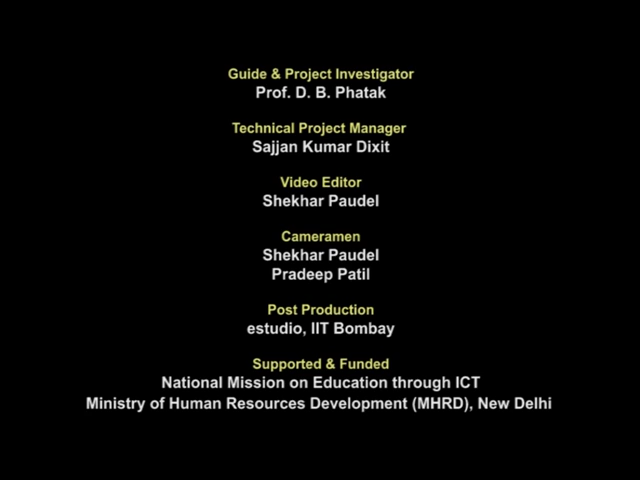 Guide & Project Investigator
Prof. D. B. Phatak
Technical Project Manager
Sajjan Kumar Dixit
Video Editor
Shekhar Paudel
Cameramen
Shekhar Paudel
Pradeep Patil
Post Production
estudio, IIT Bombay
Supported & Funded
National Mission on Education through ICT
Ministry of Human Resources Development (MHRD), New Delhi